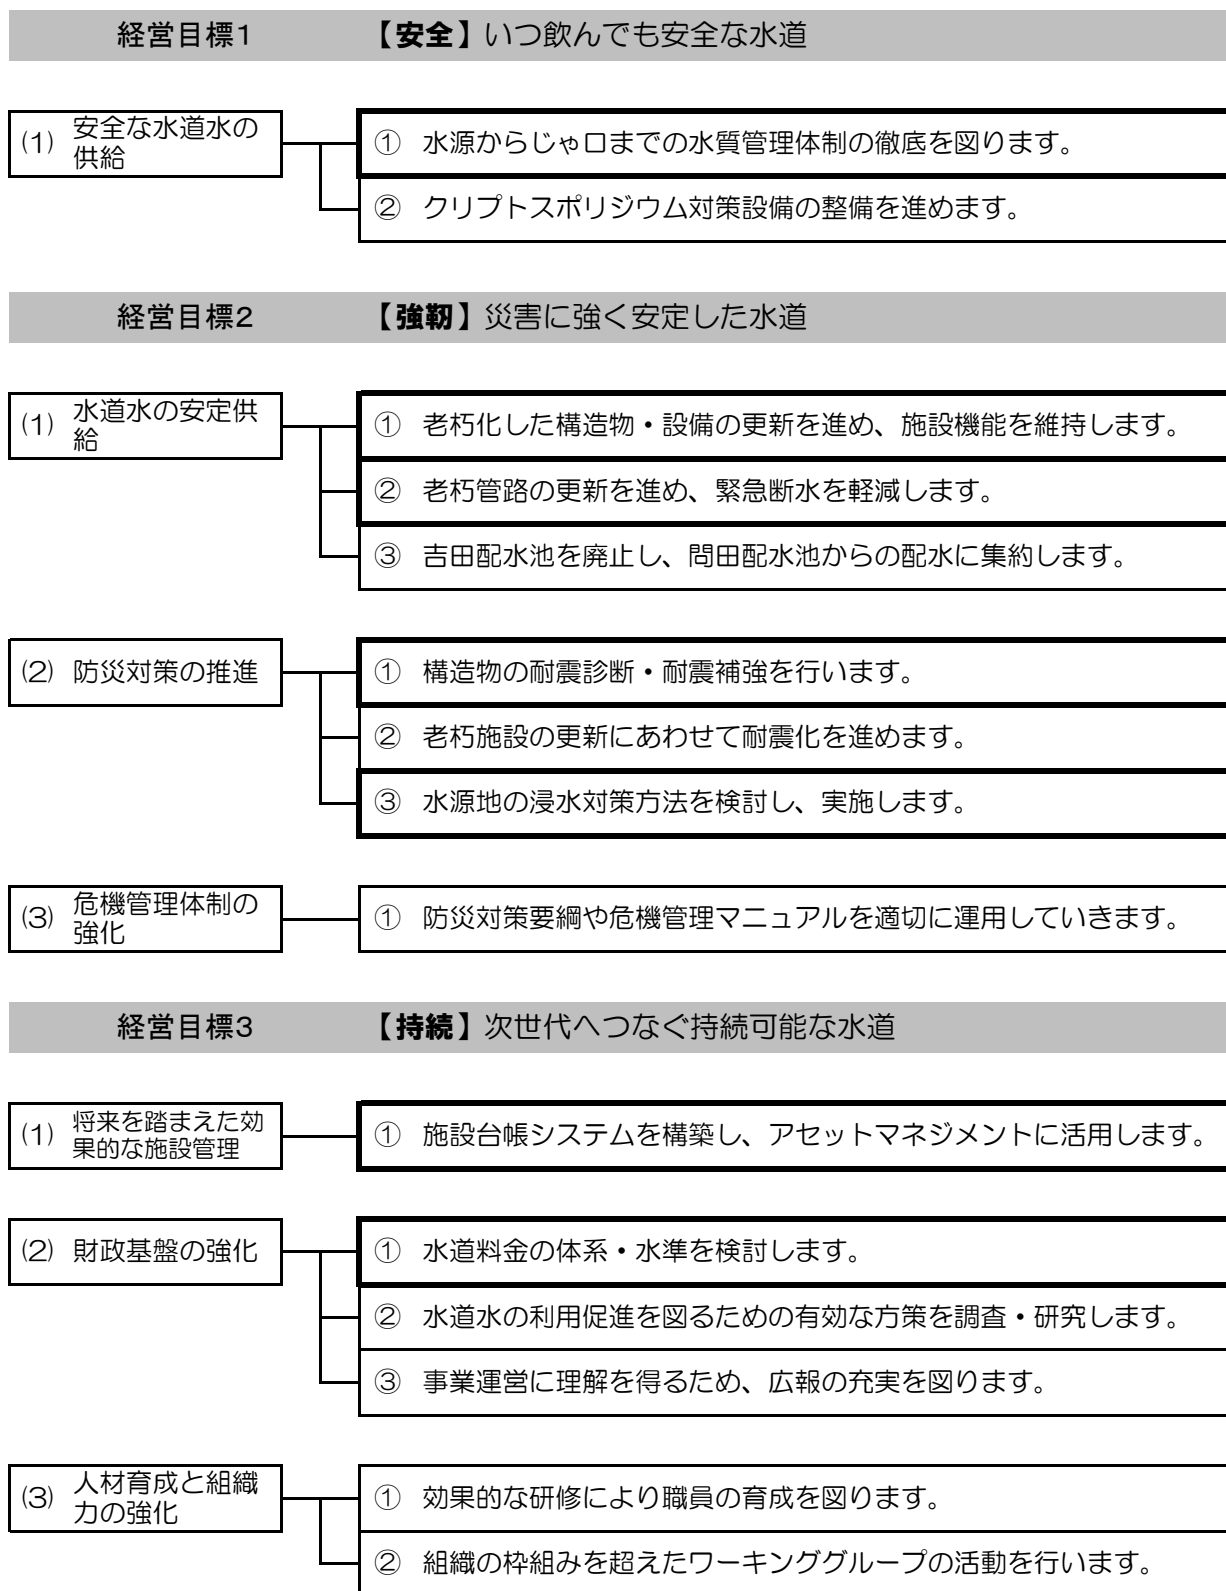 経営目標1 【安全】いつ飲んでも安全な水道
(1) 安全な水道水の
供給
① 水源からじゃ口までの水質管理体制の徹底を図ります。
② クリプトスポリジウム対策設備の整備を進めます。
経営目標2 【強靭】災害に強く安定した水道
(1) 水道水の安定供
給
① 老朽化した構造物・設備の更新を進め、施設機能を維持します。
② 老朽管路の更新を進め、緊急断水を軽減します。
③ 吉田配水池を廃止し、問田配水池からの配水に集約します。
(2) 防災対策の推進
① 構造物の耐震診断・耐震補強を行います。
② 老朽施設の更新にあわせて耐震化を進めます。
③ 水源地の浸水対策方法を検討し、実施します。
(3) 危機管理体制の
強化
① 防災対策要綱や危機管理マニュアルを適切に運用していきます。
経営目標3 【持続】次世代へつなぐ持続可能な水道
(1) 将来を踏まえた効
果的な施設管理
① 施設台帳システムを構築し、アセットマネジメントに活用します。
(2) 財政基盤の強化
① 水道料金の体系・水準を検討します。
② 水道水の利用促進を図るための有効な方策を調査・研究します。
③ 事業運営に理解を得るため、広報の充実を図ります。
(3) 人材育成と組織
力の強化
① 効果的な研修により職員の育成を図ります。
② 組織の枠組みを超えたワーキンググループの活動を行います。